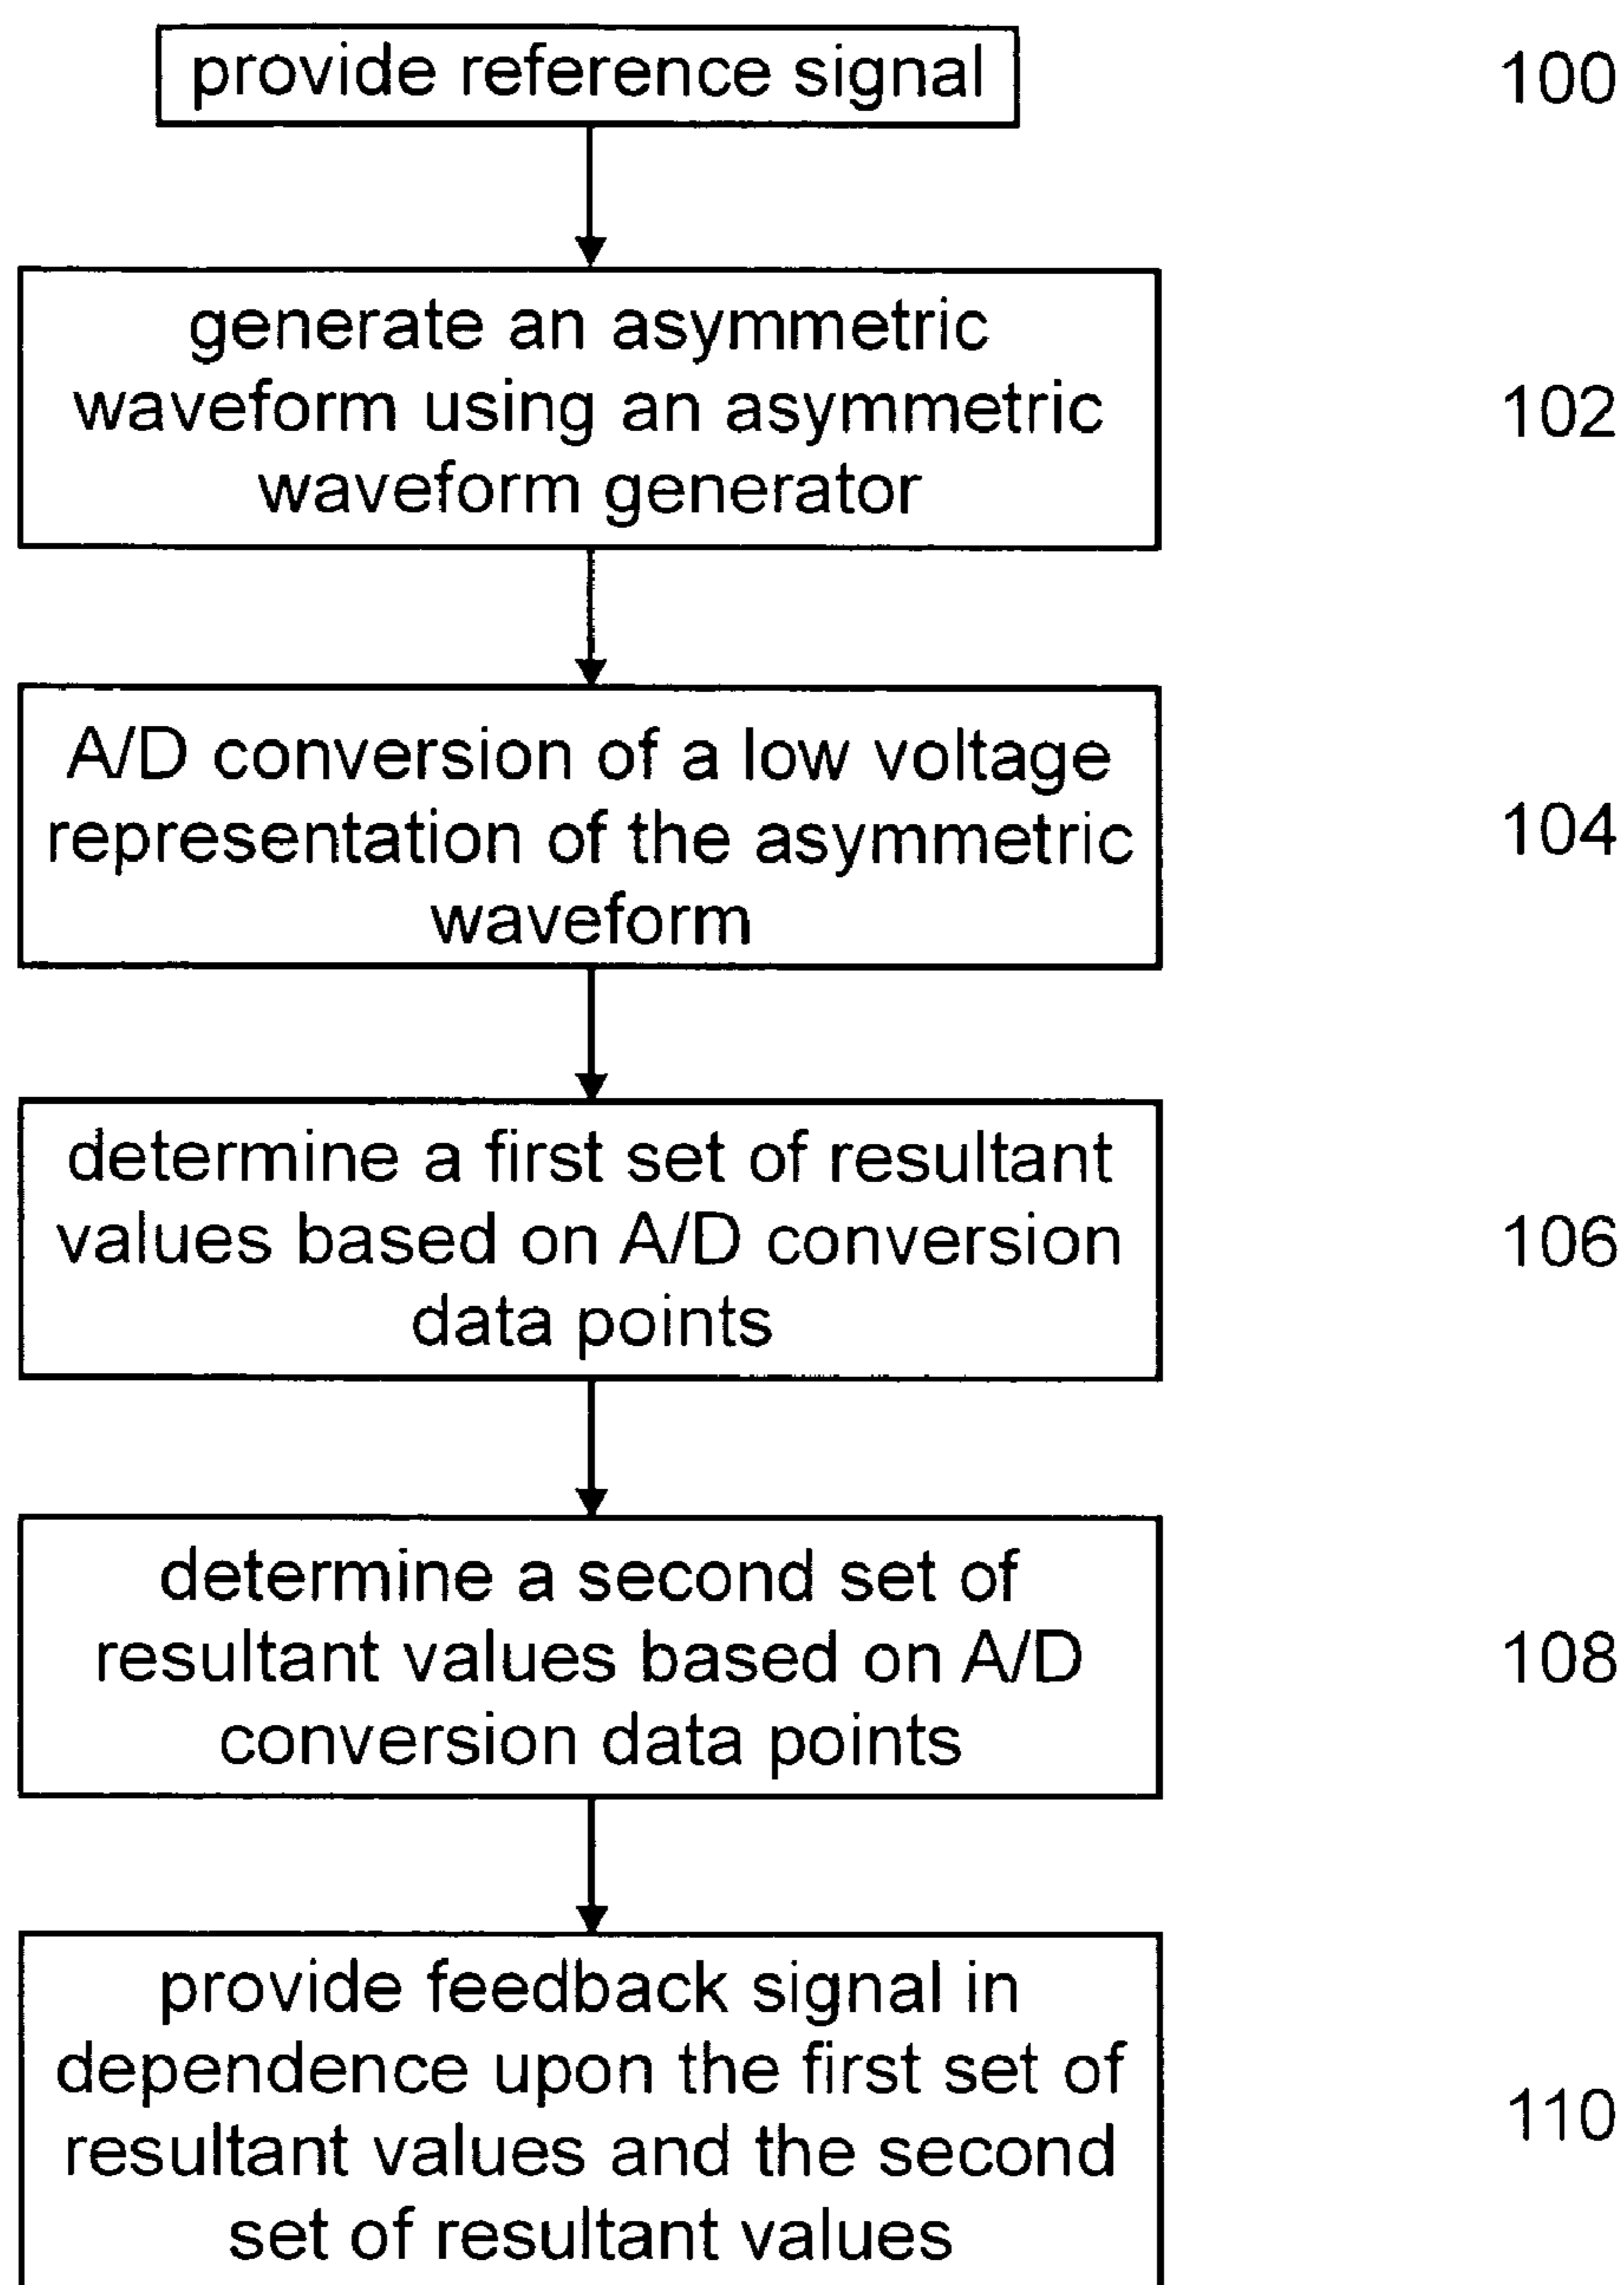 provide reference signal
100
generate an asymmetric
waveform using an asymmetric
waveform generator
102
A/D conversion of a low voltage
representation of the asymmetric
waveform
104
determine a first set of resultant
values based on A/D conversion
data points
106
determine a second set of
resultant values based on A/D
conversion data points
108
provide feedback signal in
dependence upon the first set of
resultant values and the second
set of resultant values
110